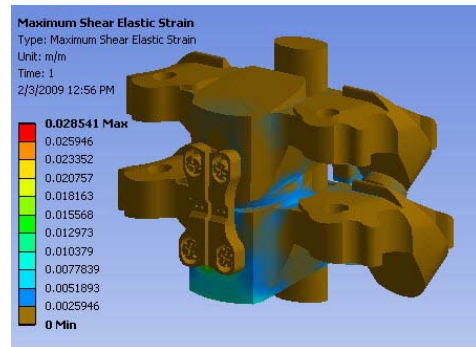 Maximum Shear Elastic Strain
Type: Maximum Shear Elastic Strain
Unit: m/m
Time: 1
2/3/2009 12:56 PM
0.028541 Max
0.025946
0.023352
0.020757
0.018163
0.015568
0.012973
0.010379
0.0077839
0.0051893
0.0025946
0 Min